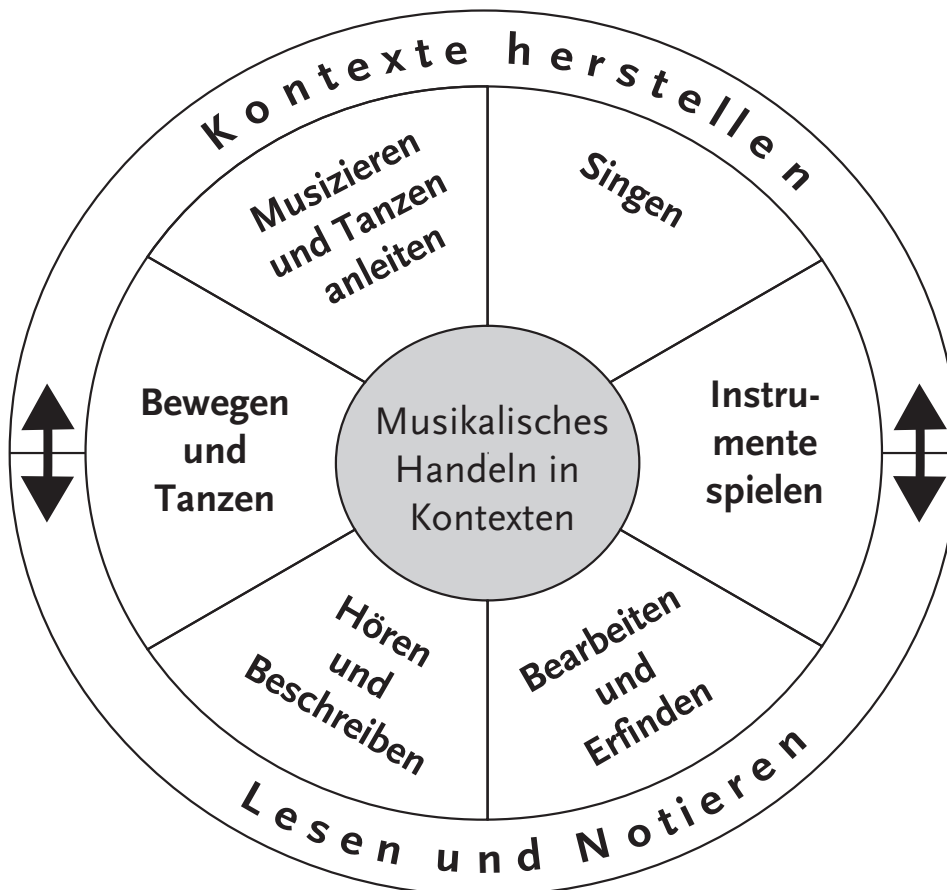 Kontexte herstellen
Musizieren
und Tanzen
anleiten
Singen
Bewegen
und
Tanzen
Musikalisches
Handeln in
Kontexten
Instru-
mente
spielen
Hören
und
Beschreiben
Bearbeiten
und
Erfinden
Lesen und Notieren